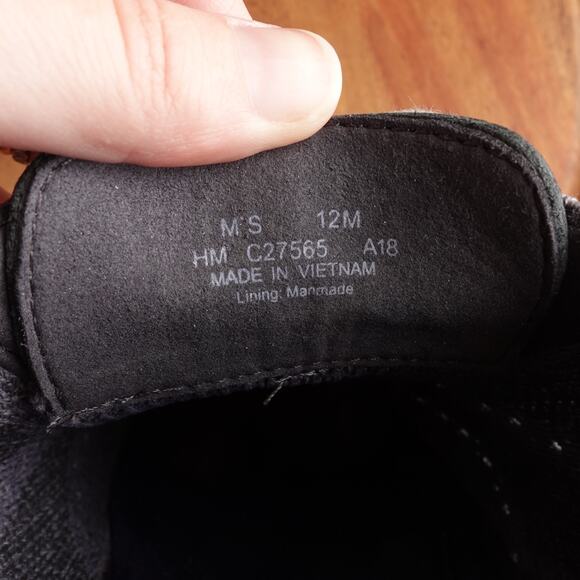 M'S 12M
HM C27565 A18
MADE IN VIETNAM
Lining: Manmade